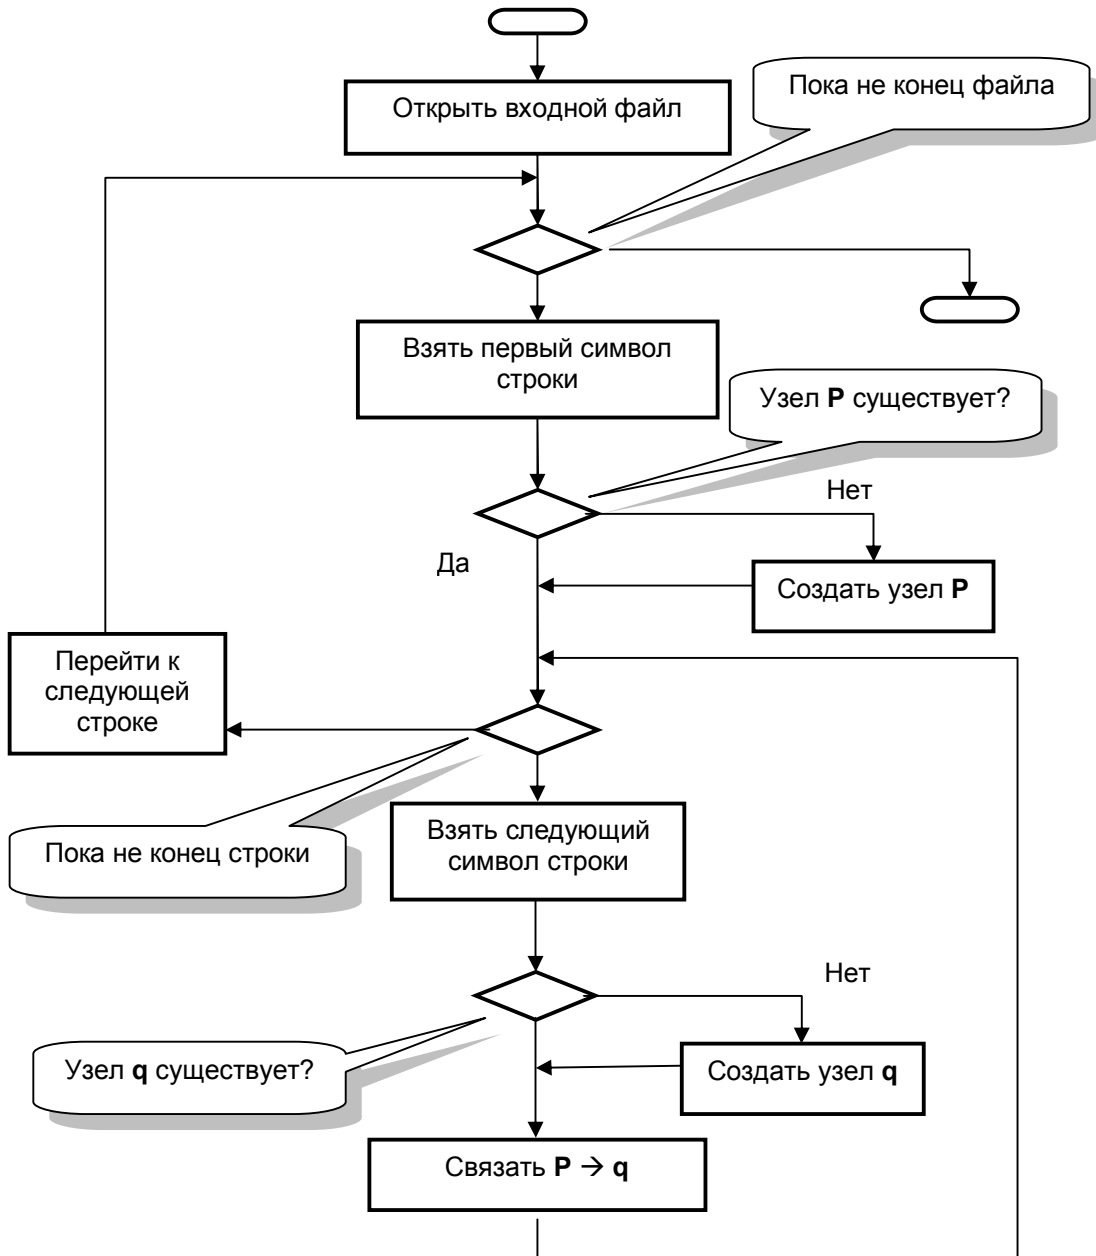 Открыть входной файл
Пока не конец файла
Взять первый символ
строки
Узел P существует?
Нет
Да
Создать узел P
Перейти к
следующей
строке
Взять следующий
символ строки
Пока не конец строки
Нет
Узел q существует?
Создать узел q
Связать P → q